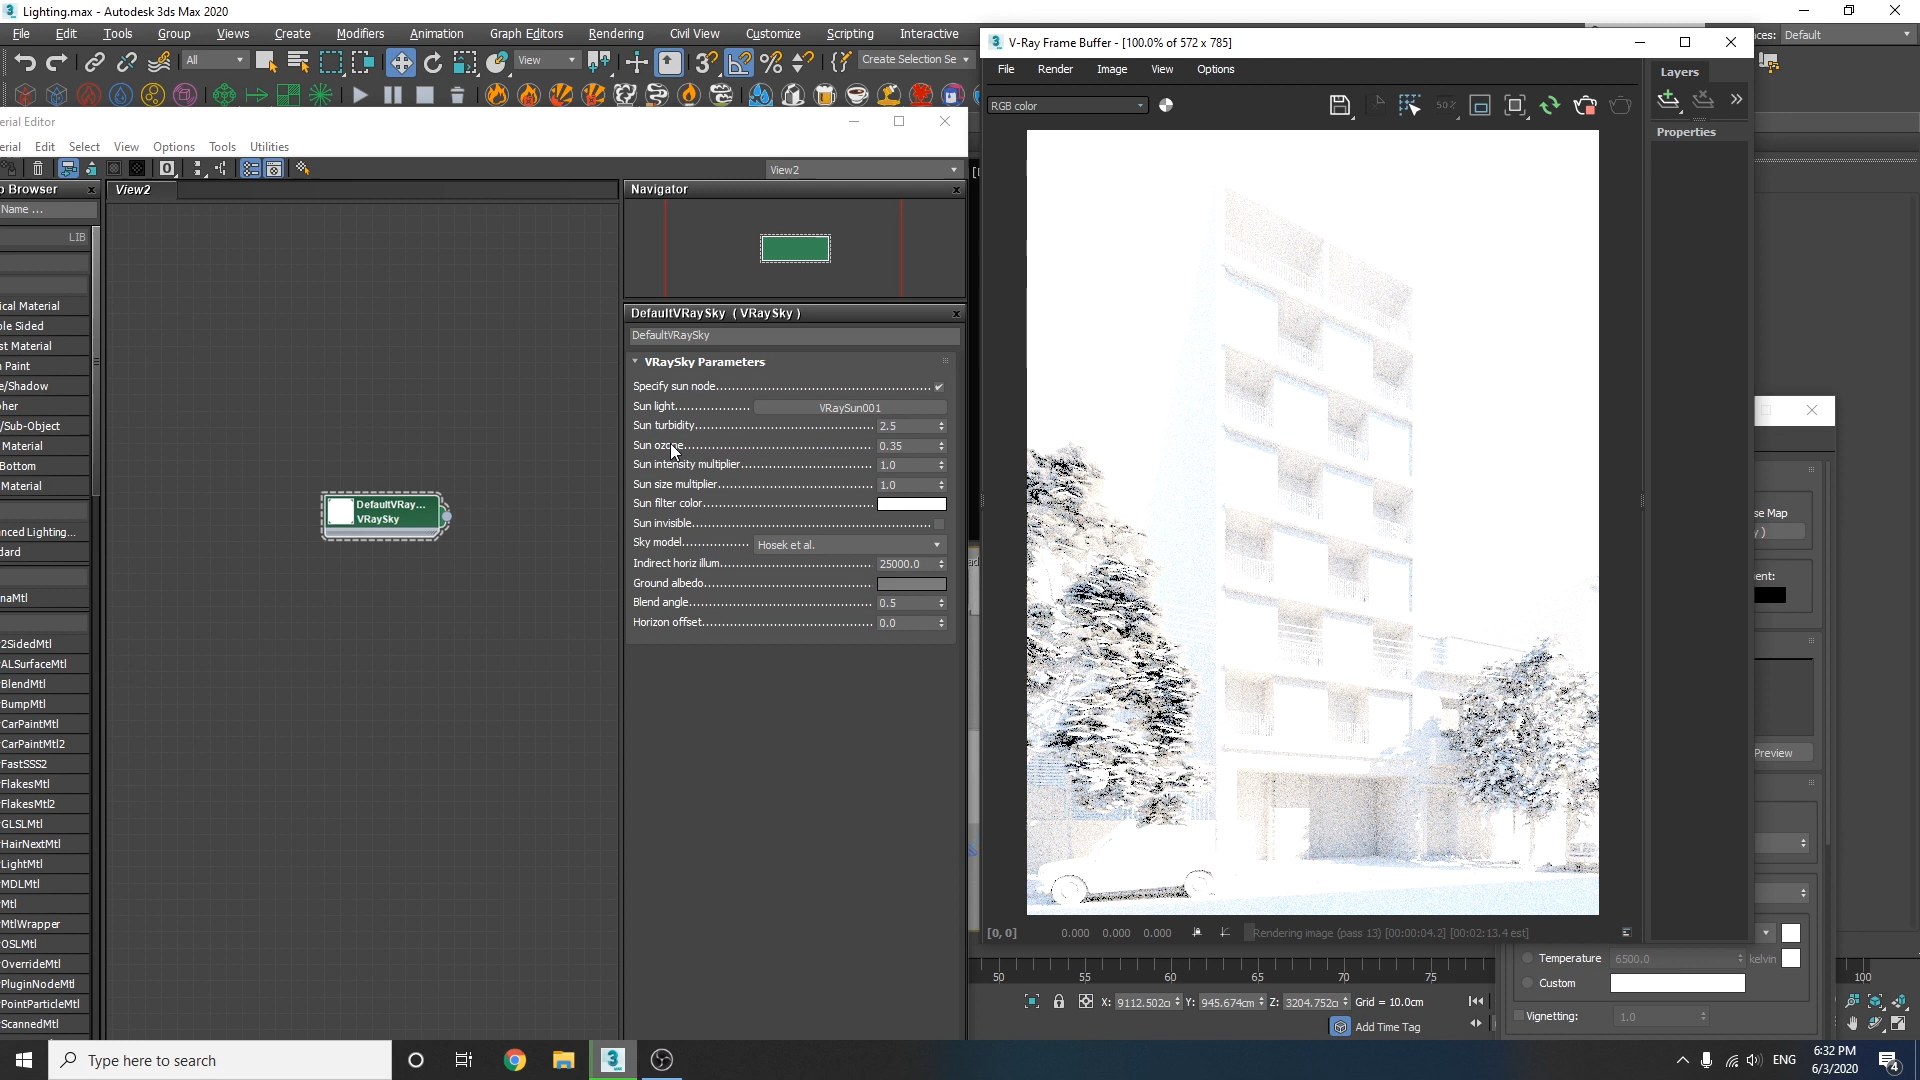 Lighting.max - Autodesk 3ds Max 2020
File Edit Tools Group Views Create Modifiers Animation Rendering Graph Editors Civil View Customize Scripting Interactive
Default
All
View
Create Selection Se
erial Editor
erial Edit Select View Options Tools Utilities
View2
p Browser
View2
Name ...
LIB
ical Material
ble Sided
st Material
Paint
e/Shadow
her
/Sub-Object
Material
Bottom
Material
nced Lighting...
dard
naMtl
2SidedMtl
ALSurfaceMtl
BlendMtl
BumpMtl
CarPaintMtl
CarPaintMtl2
FastSSS2
FlakesMtl
FlakesMtl2
GLSLMtl
HairNextMtl
LightMtl
MDLMtl
Mtl
MtlWrapper
OSLMtl
OverrideMtl
PluginNodeMtl
PointParticleMtl
ScannedMtl
DefaultVRay...
VRaySky
Navigator
DefaultVRaySky ( VRaySky )
DefaultVRaySky
VRaySky Parameters
Specify sun node
Sun light VRaySun001
Sun turbidity 2.5
Sun ozone 0.35
Sun intensity multiplier 1.0
Sun size multiplier 1.0
Sun filter color
Sun invisible
Sky model Hosek et al.
Indirect horiz illum 25000.0
Ground albedo
Blend angle 0.5
Horizon offset 0.0
V-Ray Frame Buffer - [100.0% of 572 x 785]
File Render Image View Options
RGB color
50%
Layers
Properties
[0, 0] 0.000 0.000 0.000 Rendering image (pass 13) [00:00:04.2] [00:02:13.4 est]
se Map
ent:
Preview
Temperature 6500.0 kelvin
Custom
Vignetting: 1.0
50 55 60 65 70 75 100
X: 9112.502c Y: 945.674cm Z: 3204.752c Grid = 10.0cm
Add Time Tag
Type here to search
ENG
6:32 PM
6/3/2020
4